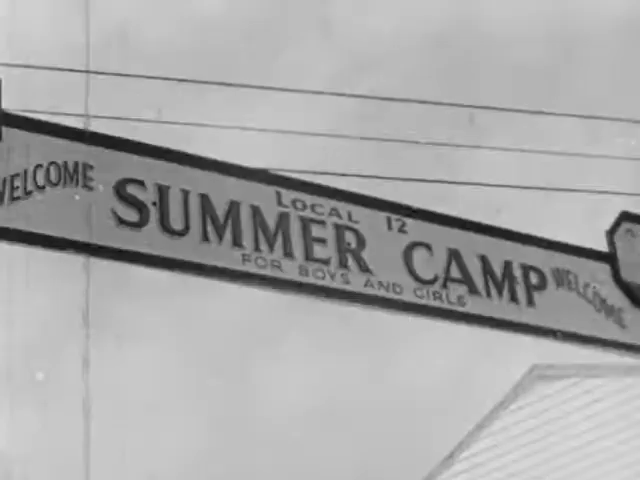 WELCOME
LOCAL 12
SUMMER CAMP
FOR BOYS AND GIRLS
WELCOME